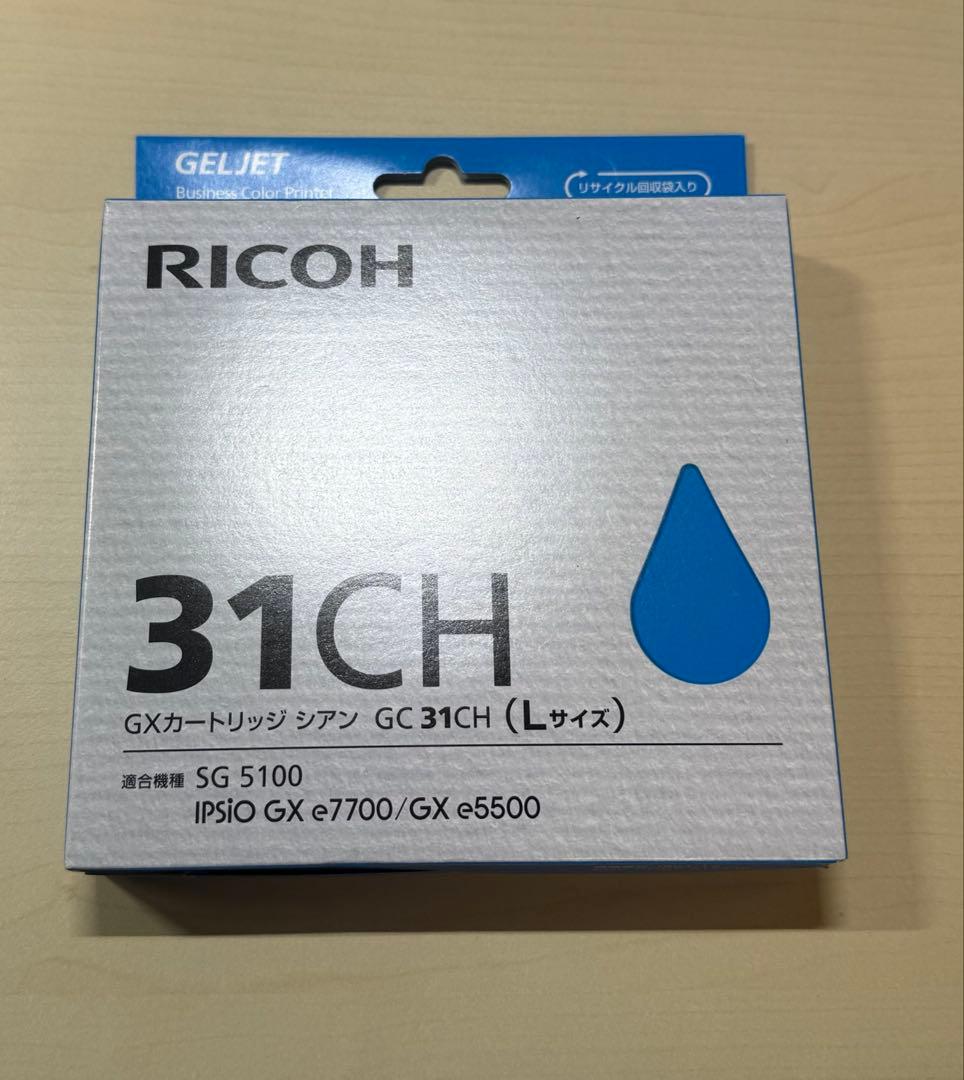 GELJET
Business Color Printer
リサイクル回収袋入り
RICOH
31CH
GXカートリッジ シアン GC 31CH (Lサイズ)
適合機種 SG 5100
IPSiO GX e7700/GX e5500